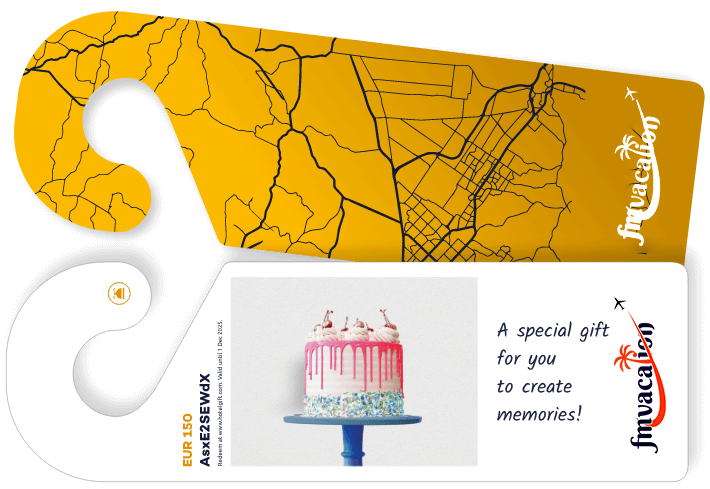 fmvacation
EUR 150
AsxE2SEWdX
Redeem at www.hotelgift.com. Valid until 1 Dec 2025.
A special gift
for you
to create
memories!
fmvacation